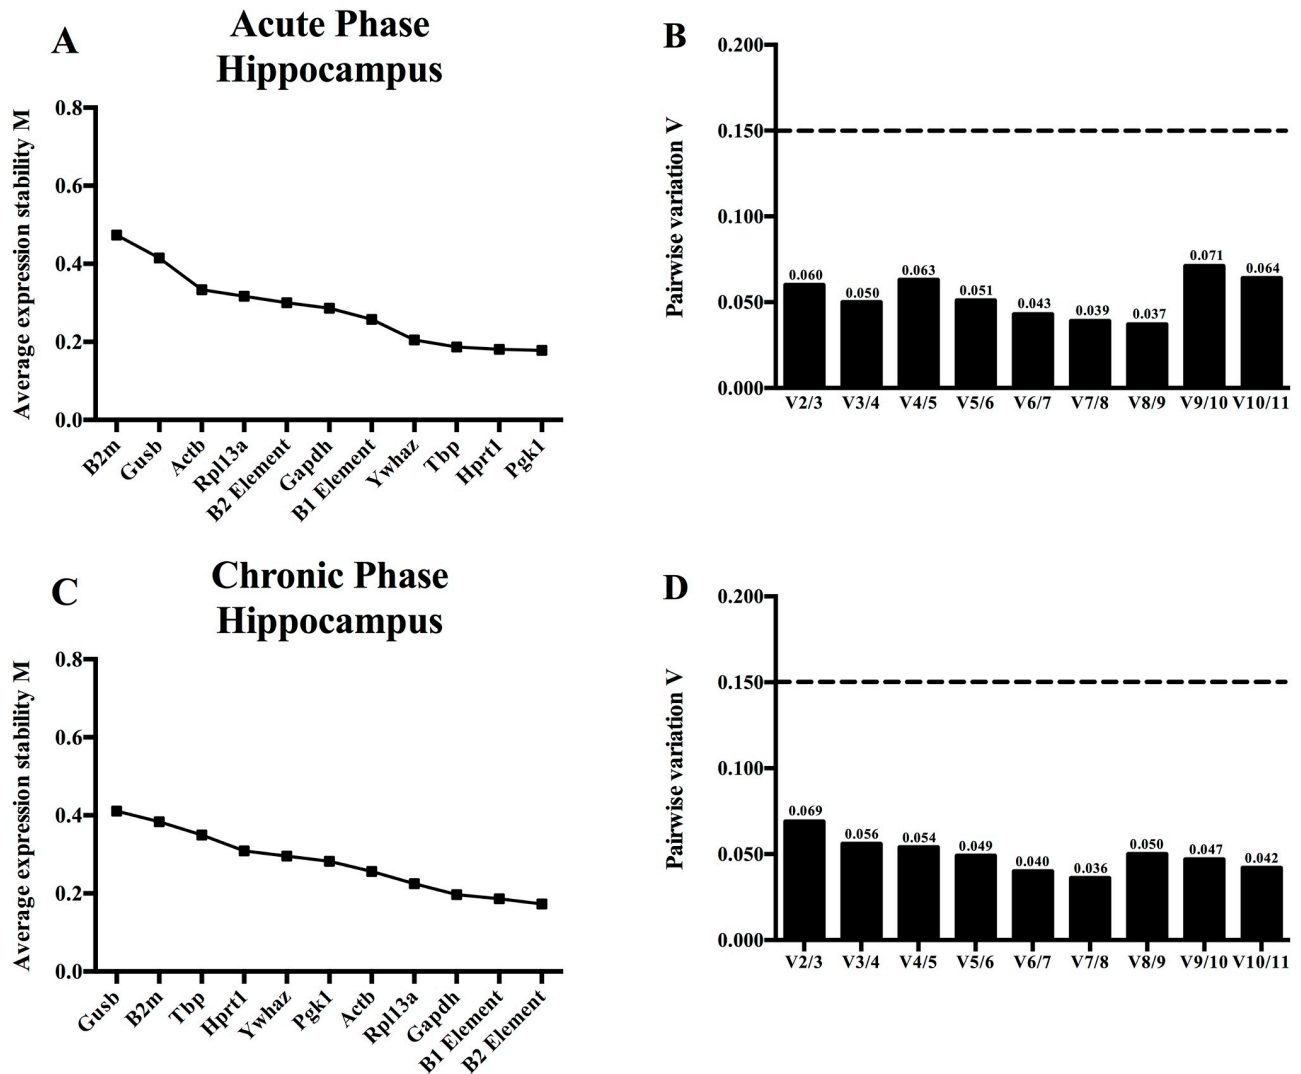 A
Acute Phase
Hippocampus
Average expression stability M
0.8
0.6
0.4
0.2
0.0
B2m
Gusb
Actb
Rpl13a
B2 Element
Gapdh
B1 Element
Ywhaz
Tbp
Hprt1
Pgk1
B
Pairwise variation V
0.200
0.150
0.100
0.050
0.000
0.060
0.050
0.063
0.051
0.043
0.039
0.037
0.071
0.064
V2/3
V3/4
V4/5
V5/6
V6/7
V7/8
V8/9
V9/10
V10/11
C
Chronic Phase
Hippocampus
Average expression stability M
0.8
0.6
0.4
0.2
0.0
Gusb
B2m
Tbp
Hprt1
Ywhaz
Pgk1
Actb
Rpl13a
Gapdh
B1 Element
B2 Element
D
Pairwise variation V
0.200
0.150
0.100
0.050
0.000
0.069
0.056
0.054
0.049
0.040
0.036
0.050
0.047
0.042
V2/3
V3/4
V4/5
V5/6
V6/7
V7/8
V8/9
V9/10
V10/11